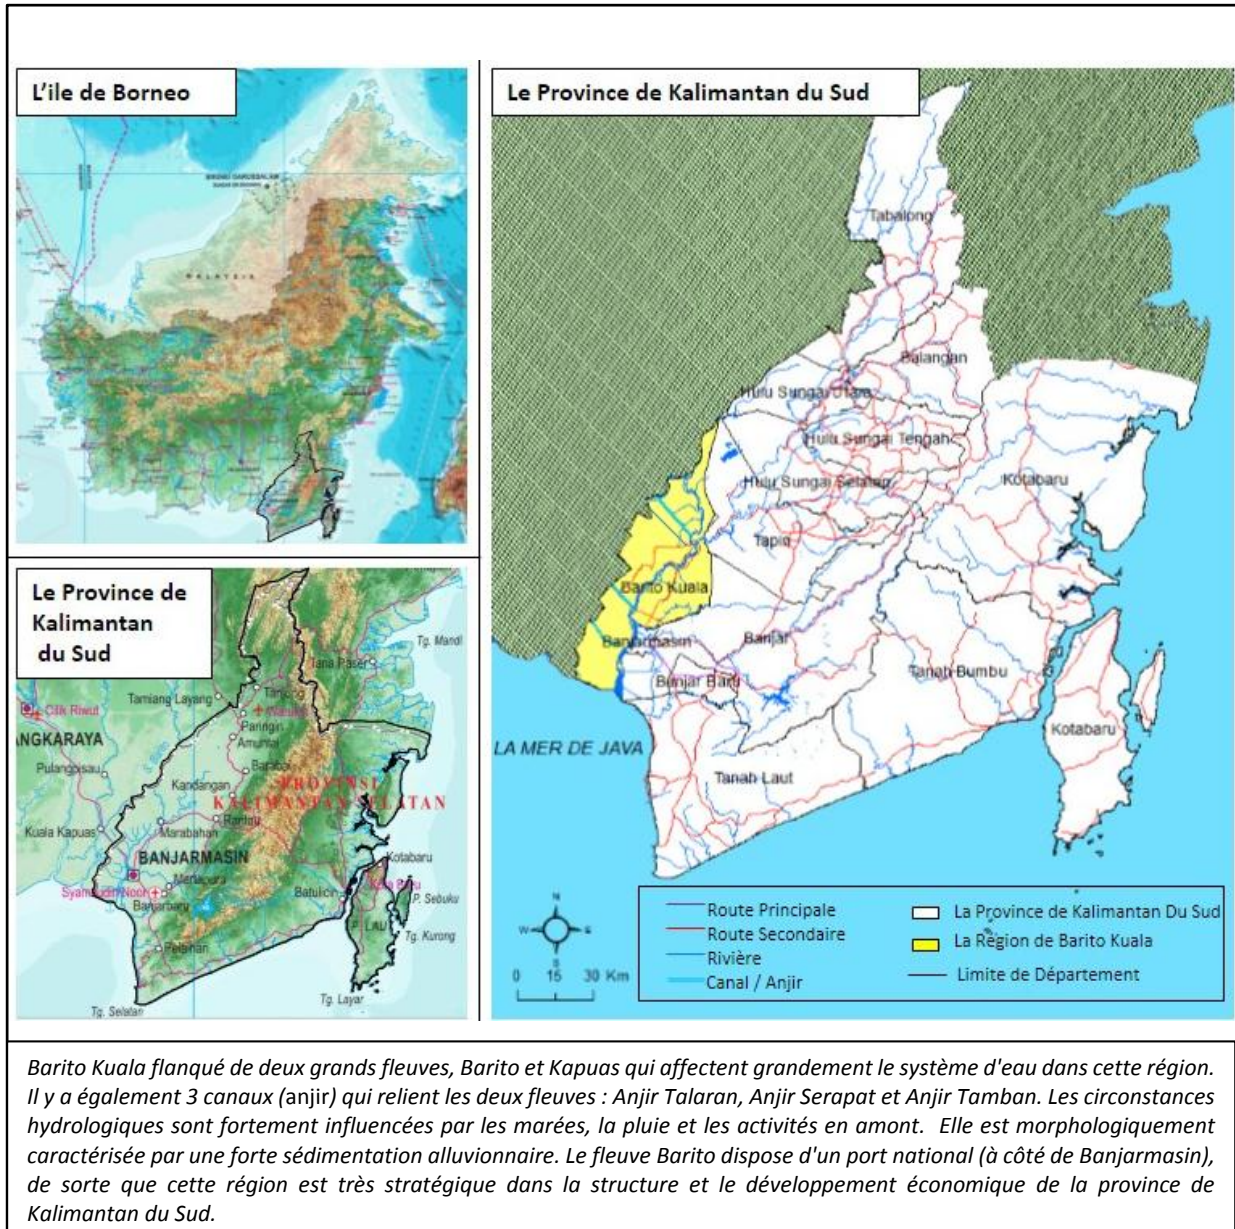 L'ile de Borneo
BRUNEI DARUSSALAM
MALAYSIA
Le Province de Kalimantan du Sud
Tabalong
Balangan
Hulu Sungai Utara
Hulu Sungai Tengah
Hulu Sungai Selatan
Kotabaru
Tapin
Barito Kuala
Banjarmasin
Banjar
Banjar Baru
Tanah Bumbu
Kotabaru
LA MER DE JAVA
Tanah Laut
N
W
E
S
0 15 30 Km
Route Principale
Route Secondaire
Rivière
Canal / Anjir
La Province de Kalimantan Du Sud
La Région de Barito Kuala
Limite de Département
Le Province de
Kalimantan
du Sud
Tg. Mandi
Tana Paser
Tamiang Layang
Tanjung
Cilik Riwut
Paringin
ANGKARAYA
Amuntai
Pulangpisau
Barabai
Kandangan
PROVINSI
KALIMANTAN SELATAN
Rantau
Kuala Kapuas
Marabahan
BANJARMASIN
Kotabaru
Martapura
Syamsudin Noor
Batulicin
Banjarbaru
P. Sebuku
P. LAU
Tg. Kurong
Pelaihari
Tg. Layar
Tg. Selatan
Barito Kuala flanqué de deux grands fleuves, Barito et Kapuas qui affectent grandement le système d'eau dans cette région.
Il y a également 3 canaux (anjir) qui relient les deux fleuves : Anjir Talaran, Anjir Serapat et Anjir Tamban. Les circonstances
hydrologiques sont fortement influencées par les marées, la pluie et les activités en amont. Elle est morphologiquement
caractérisée par une forte sédimentation alluvionnaire. Le fleuve Barito dispose d'un port national (à côté de Banjarmasin),
de sorte que cette région est très stratégique dans la structure et le développement économique de la province de
Kalimantan du Sud.